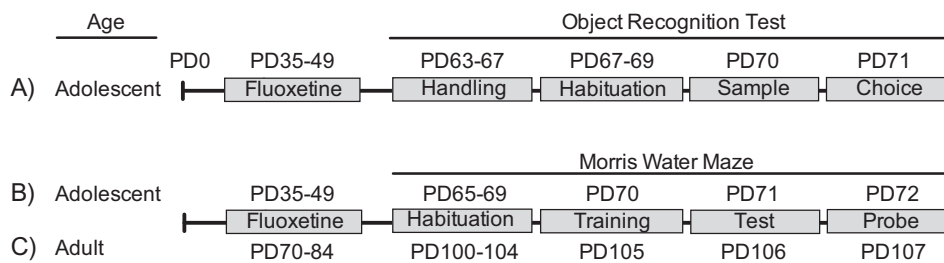 Age Object Recognition Test
PD0 PD35-49 PD63-67 PD67-69 PD70 PD71
A) Adolescent Fluoxetine Handling Habituation Sample Choice
Morris Water Maze
B) Adolescent PD35-49 PD65-69 PD70 PD71 PD72
Fluoxetine Habituation Training Test Probe
C) Adult PD70-84 PD100-104 PD105 PD106 PD107